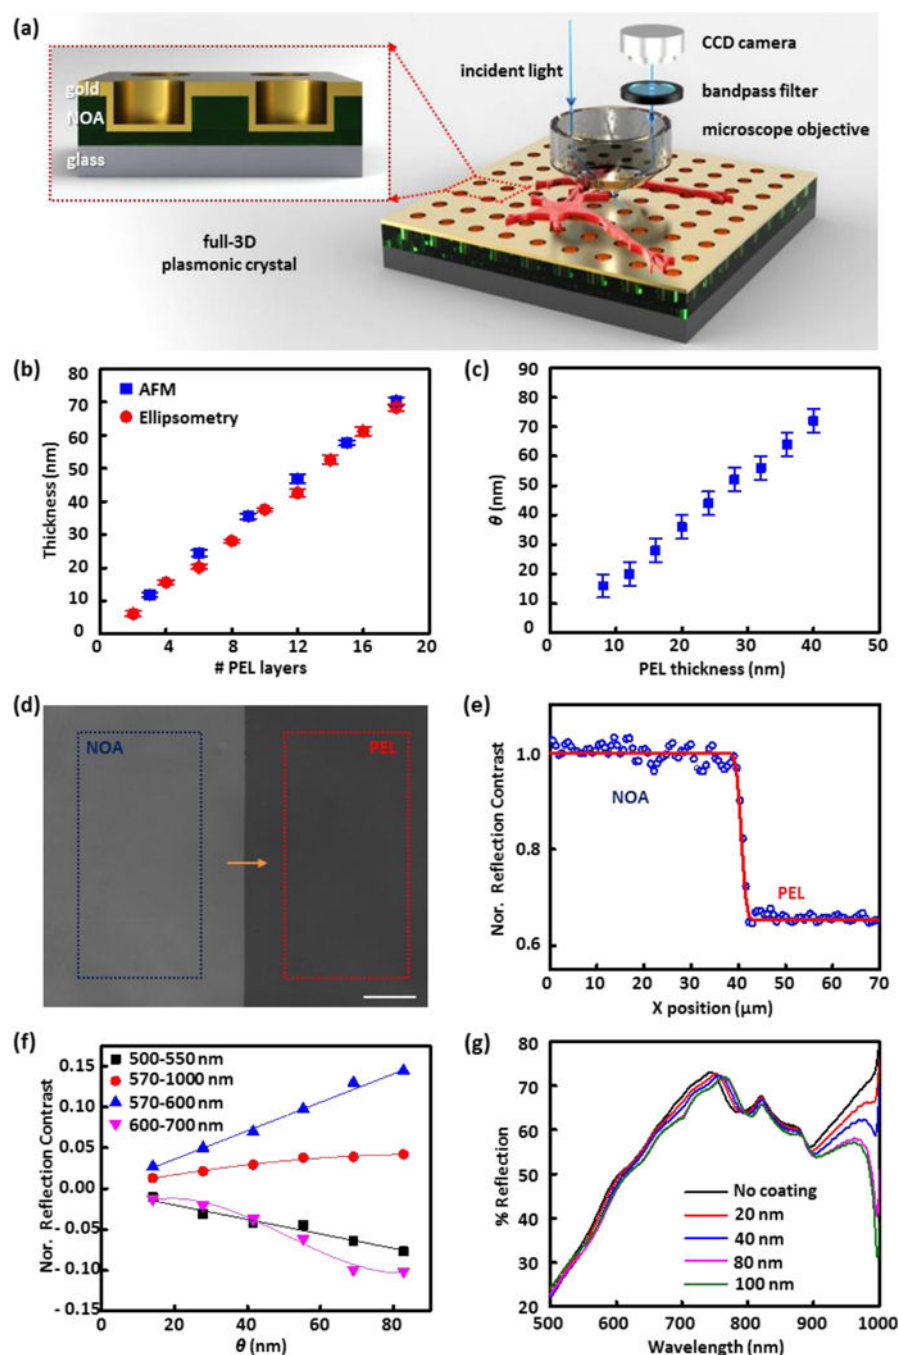 (a)
CCD camera
incident light
bandpass filter
gold
NOA
microscope objective
glass
full-3D
plasmonic crystal
(b)
80
70
60
50
40
30
20
10
0
Thickness (nm)
AFM
Ellipsometry
0 4 8 12 16 20
# PEL layers
(c)
90
80
70
60
50
40
30
20
10
0
θ (nm)
0 10 20 30 40 50
PEL thickness (nm)
(d)
NOA
PEL
(e)
1.0
0.8
0.6
Nor. Reflection Contrast
NOA
PEL
0 10 20 30 40 50 60 70
X position (μm)
(f)
0.15
0.10
0.05
0.00
- 0.05
- 0.10
- 0.15
Nor. Reflection Contrast
500-550 nm
570-1000 nm
570-600 nm
600-700 nm
0 20 40 60 80
θ (nm)
(g)
80
70
60
50
40
30
20
% Reflection
No coating
20 nm
40 nm
80 nm
100 nm
500 600 700 800 900 1000
Wavelength (nm)